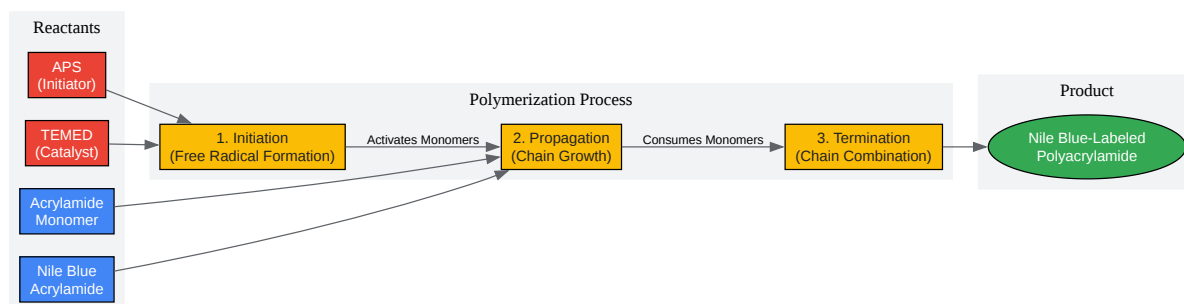 Reactants
APS
(Initiator)
TEMED
(Catalyst)
Acrylamide
Monomer
Nile Blue
Acrylamide
Polymerization Process
1. Initiation
(Free Radical Formation)
Activates Monomers
2. Propagation
(Chain Growth)
Consumes Monomers
3. Termination
(Chain Combination)
Product
Nile Blue-Labeled
Polyacrylamide